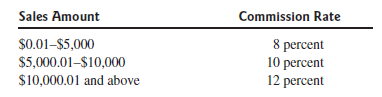 Sales Amount Commission Rate
$0.01–$5,000 8 percent
$5,000.01–$10,000 10 percent
$10,000.01 and above 12 percent